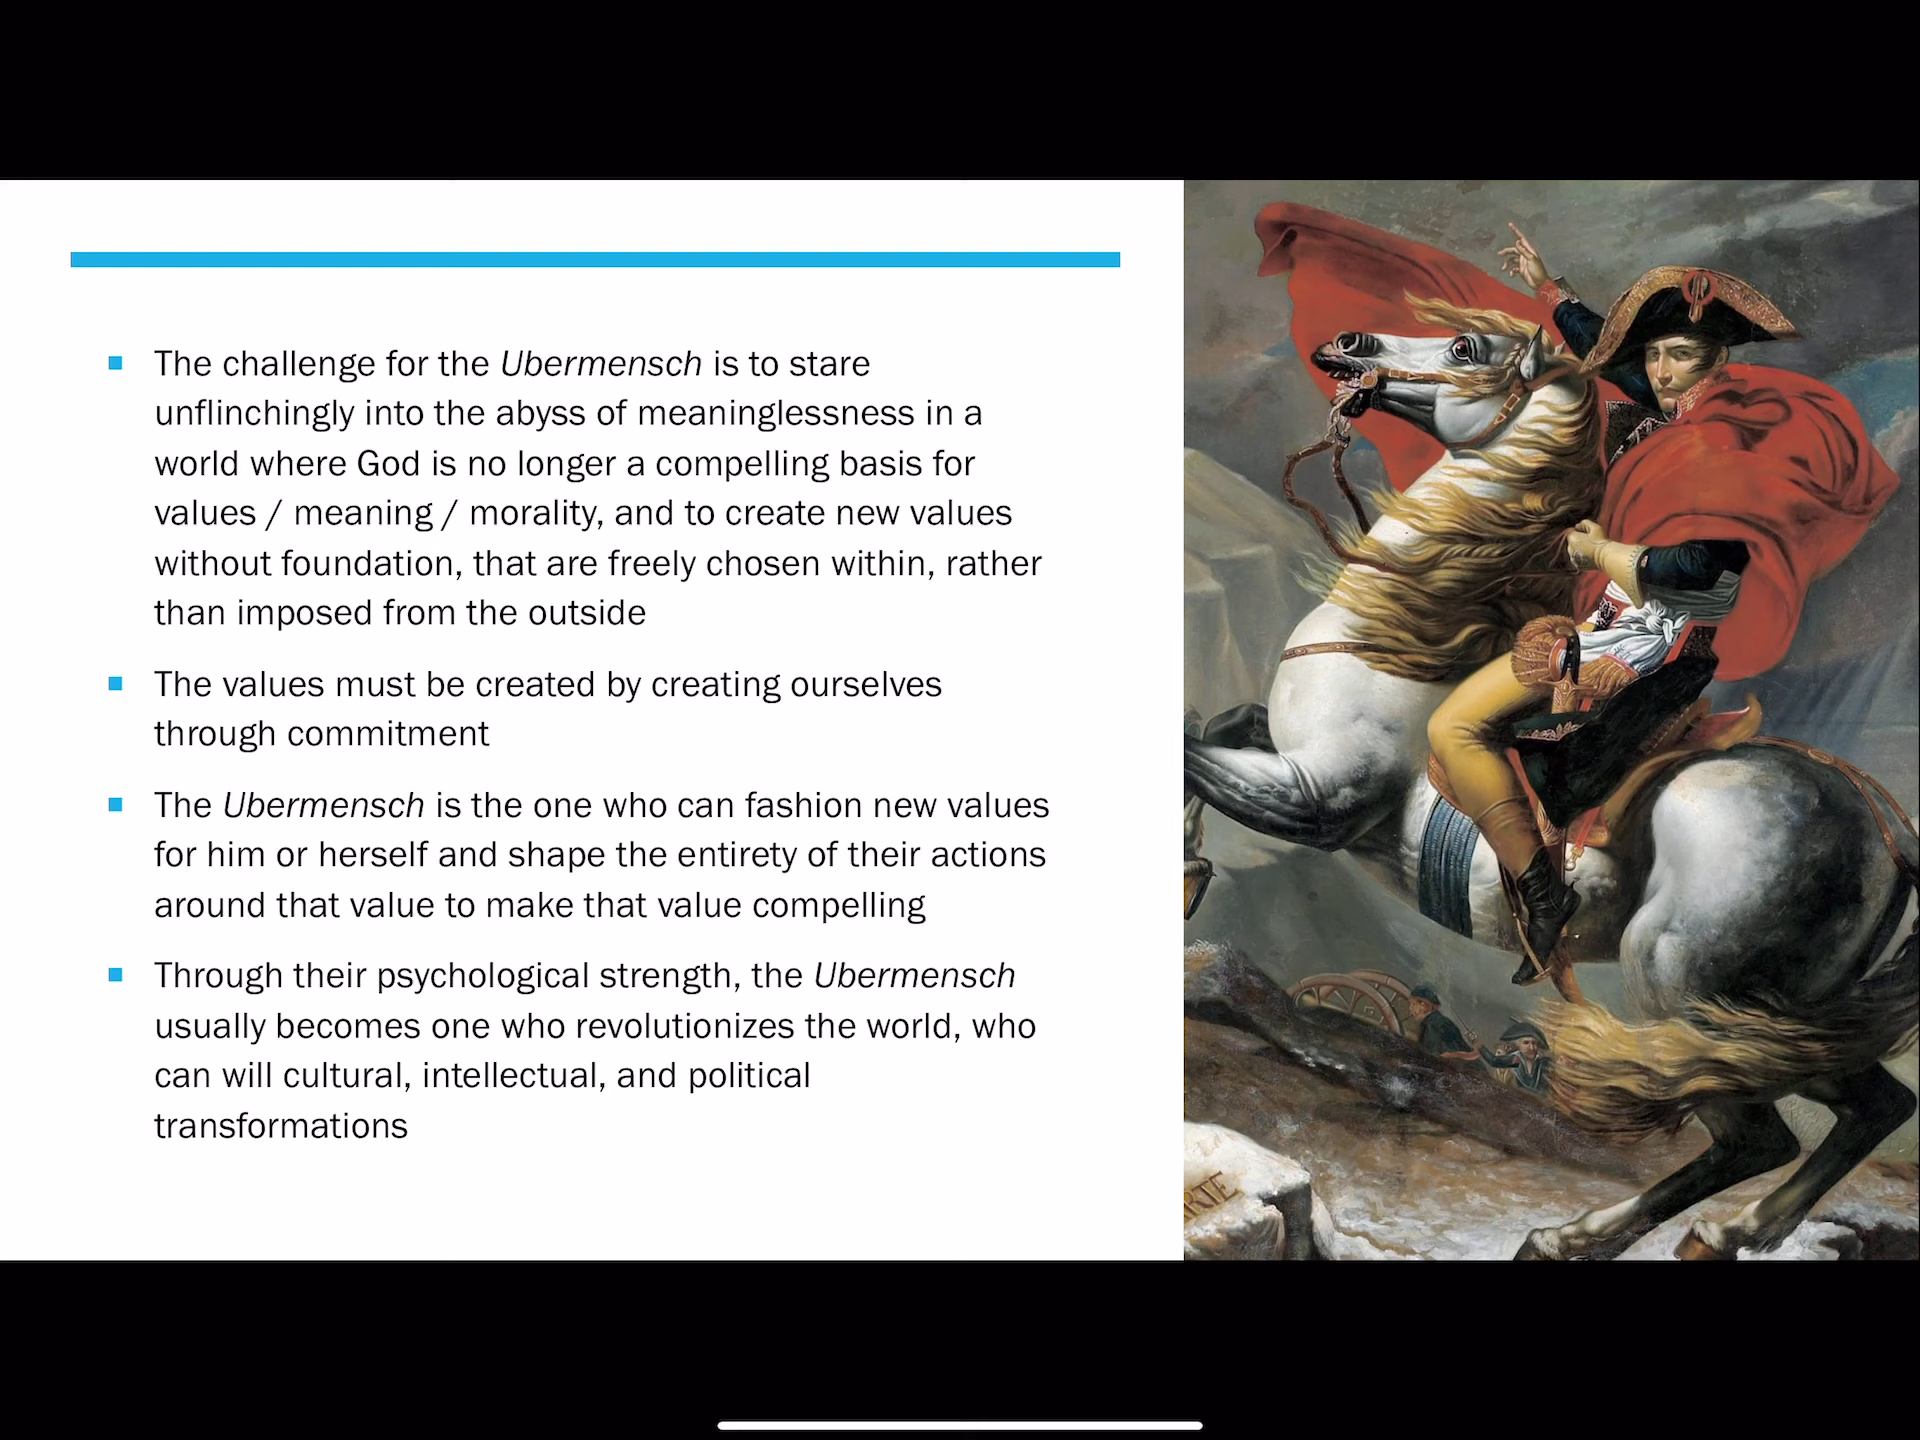 The challenge for the Ubermensch is to stare
unflinchingly into the abyss of meaninglessness in a
world where God is no longer a compelling basis for
values / meaning / morality, and to create new values
without foundation, that are freely chosen within, rather
than imposed from the outside
The values must be created by creating ourselves
through commitment
The Ubermensch is the one who can fashion new values
for him or herself and shape the entirety of their actions
around that value to make that value compelling
Through their psychological strength, the Ubermensch
usually becomes one who revolutionizes the world, who
can will cultural, intellectual, and political
transformations
RTE